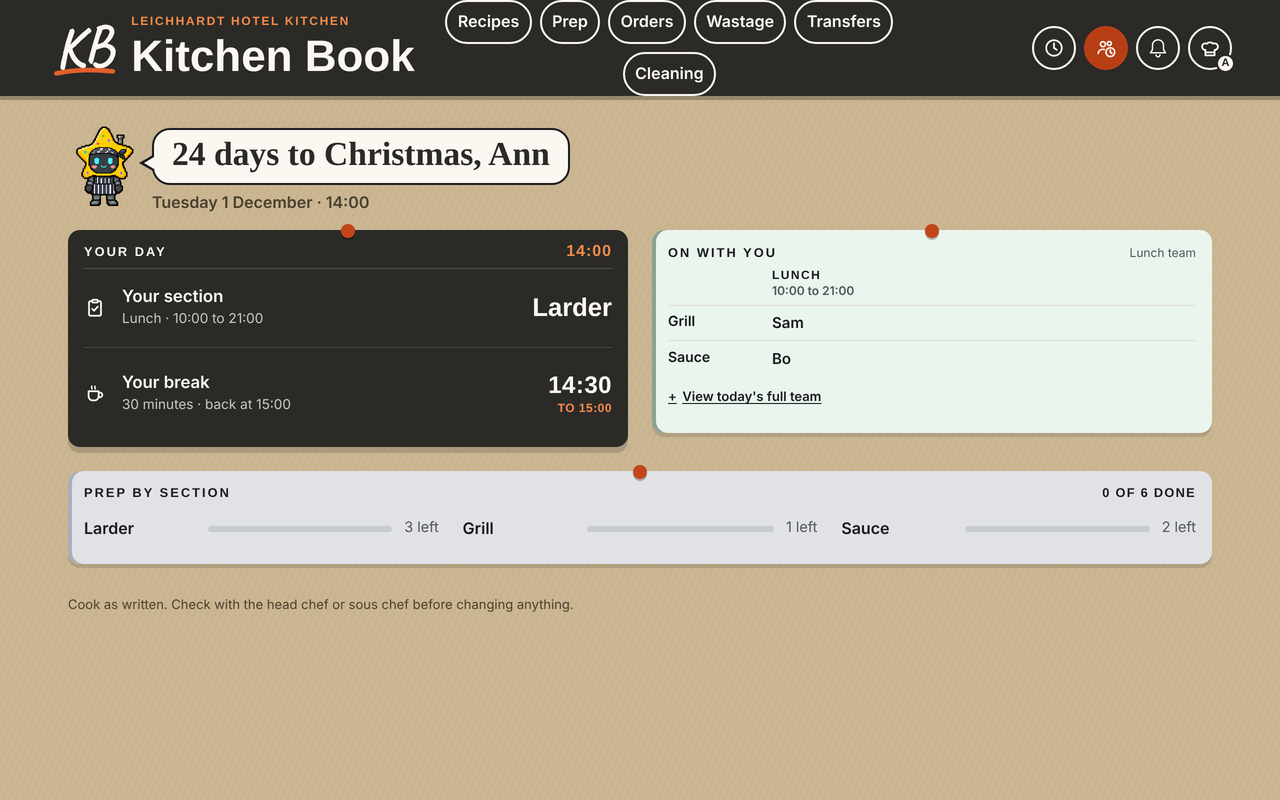 KB
LEICHHARDT HOTEL KITCHEN
Kitchen Book
Recipes
Prep
Orders
Wastage
Transfers
Cleaning
A
24 days to Christmas, Ann
Tuesday 1 December · 14:00
YOUR DAY
14:00
Your section
Lunch · 10:00 to 21:00
Larder
Your break
30 minutes · back at 15:00
14:30
TO 15:00
ON WITH YOU
Lunch team
LUNCH
10:00 to 21:00
Grill
Sam
Sauce
Bo
+ View today's full team
PREP BY SECTION
0 OF 6 DONE
Larder
3 left
Grill
1 left
Sauce
2 left
Cook as written. Check with the head chef or sous chef before changing anything.